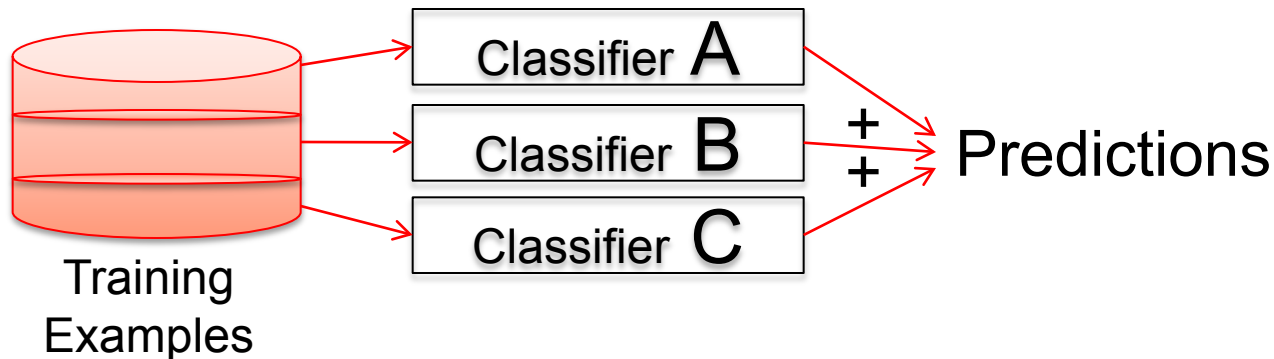 Classifier A
Classifier B
Classifier C
+
+
Predictions
Training
Examples